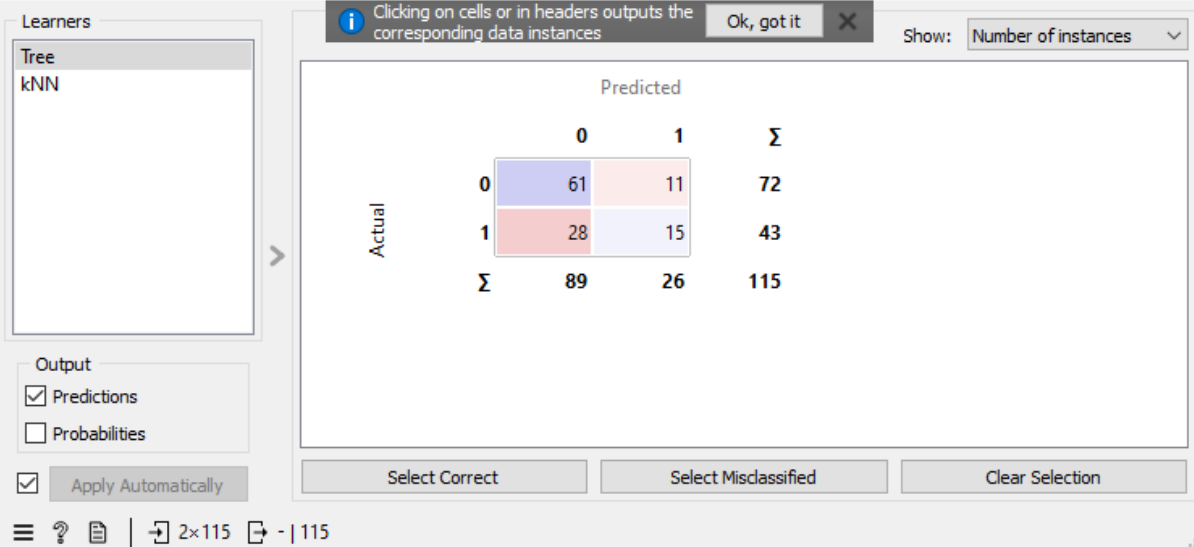 Learners
Tree
kNN
Output
Predictions
Probabilities
Apply Automatically
Clicking on cells or in headers outputs the
corresponding data instances
Ok, got it
Show: Number of instances
Predicted
0 1 Σ
Actual
0 61 11 72
1 28 15 43
Σ 89 26 115
Select Correct Select Misclassified Clear Selection
2×115 - | 115